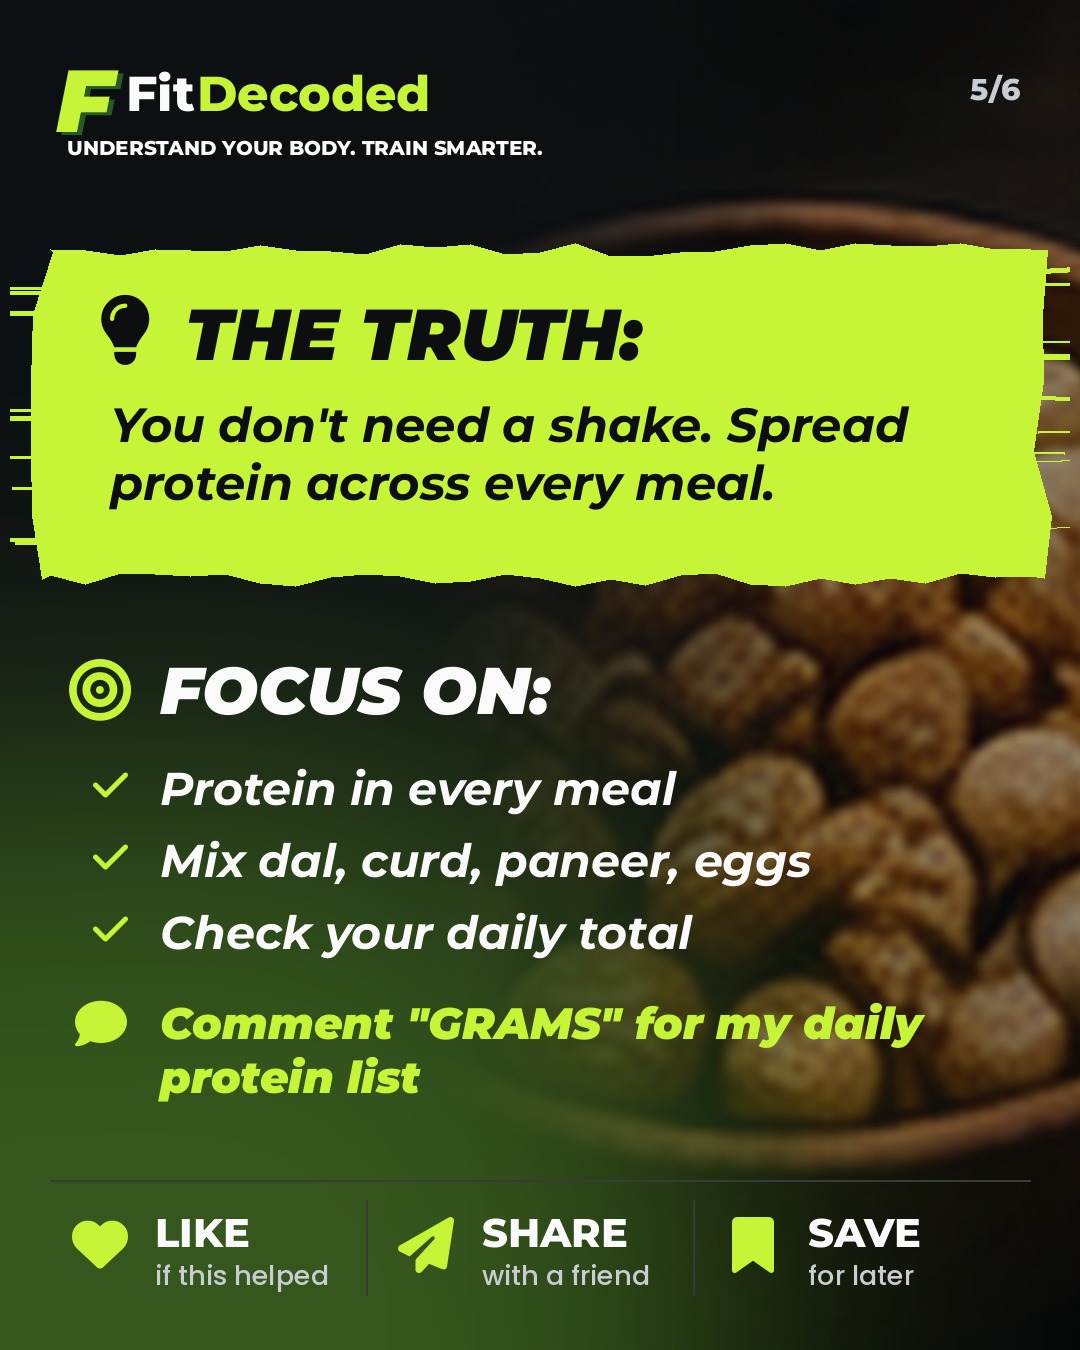 FitDecoded
5/6
UNDERSTAND YOUR BODY. TRAIN SMARTER.
THE TRUTH:
You don't need a shake. Spread
protein across every meal.
FOCUS ON:
Protein in every meal
Mix dal, curd, paneer, eggs
Check your daily total
Comment "GRAMS" for my daily
protein list
LIKE
if this helped
SHARE
with a friend
SAVE
for later